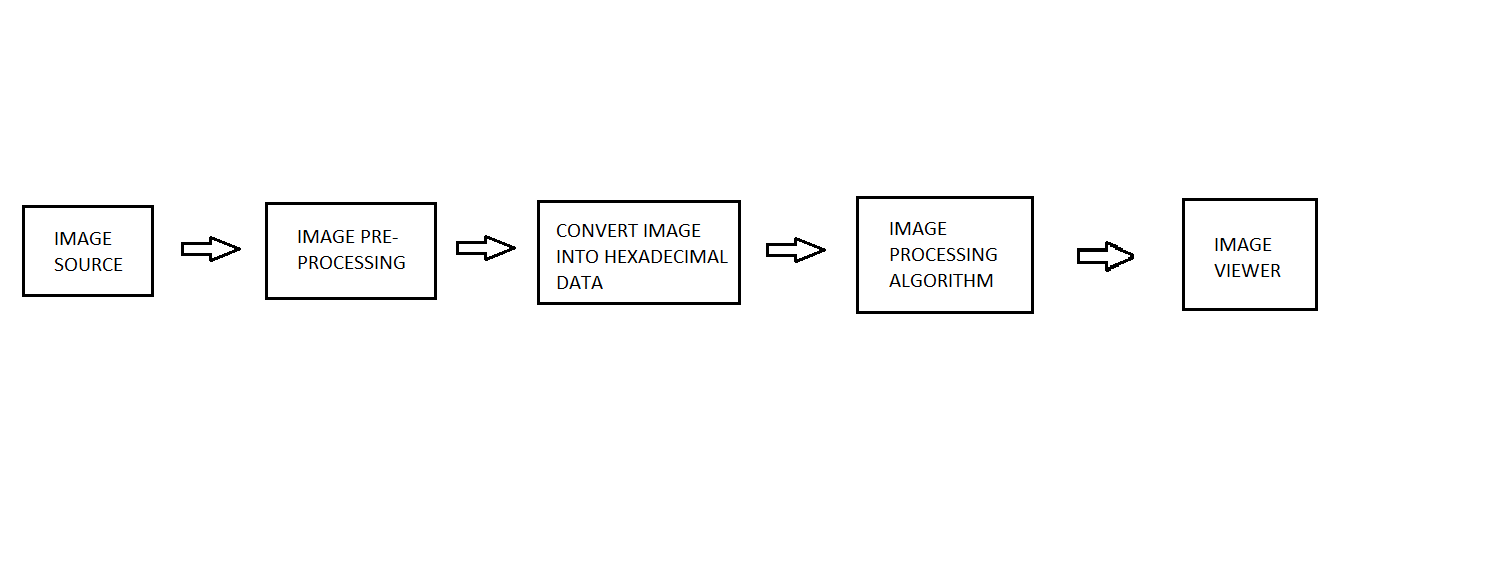 IMAGE
SOURCE
IMAGE PRE-
PROCESSING
CONVERT IMAGE
INTO HEXADECIMAL
DATA
IMAGE
PROCESSING
ALGORITHM
IMAGE
VIEWER